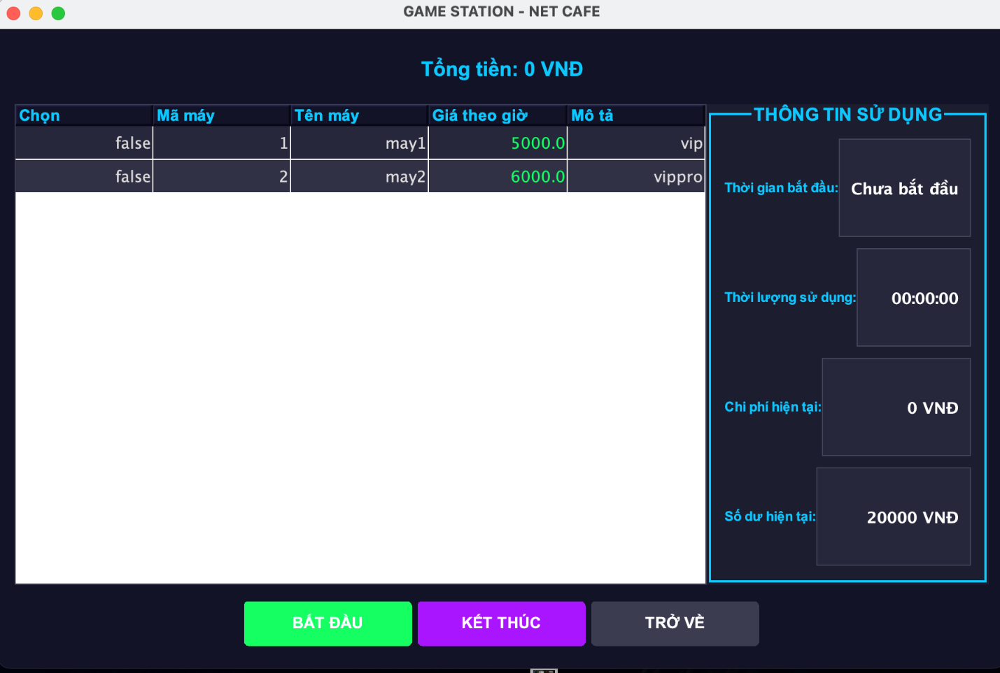 GAME STATION - NET CAFE
Tổng tiền: 0 VNĐ
Chọn Mã máy Tên máy Giá theo giờ Mô tả
false 1 may1 5000.0 vip
false 2 may2 6000.0 vippro
THÔNG TIN SỬ DỤNG
Thời gian bắt đầu: Chưa bắt đầu
Thời lượng sử dụng: 00:00:00
Chi phí hiện tại: 0 VNĐ
Số dư hiện tại: 20000 VNĐ
BẮT ĐẦU KẾT THÚC TRỞ VỀ